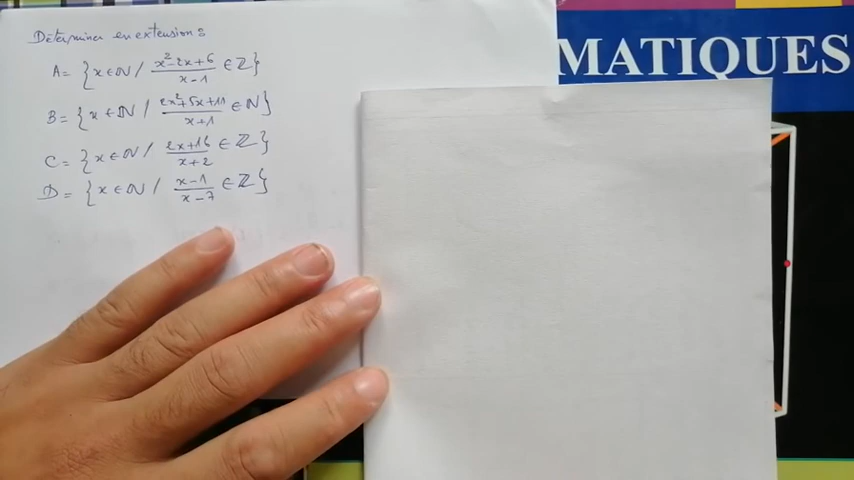 Déterminer en extension :
A = { x ∈ ℕ / (x² - 2x + 6)/(x - 1) ∈ ℤ }
B = { x ∈ ℕ / (2x² + 5x + 11)/(x + 1) ∈ ℕ }
C = { x ∈ ℕ / (2x + 16)/(x + 2) ∈ ℤ }
D = { x ∈ ℕ / (x - 1)/(x - 7) ∈ ℤ }
MATIQUES